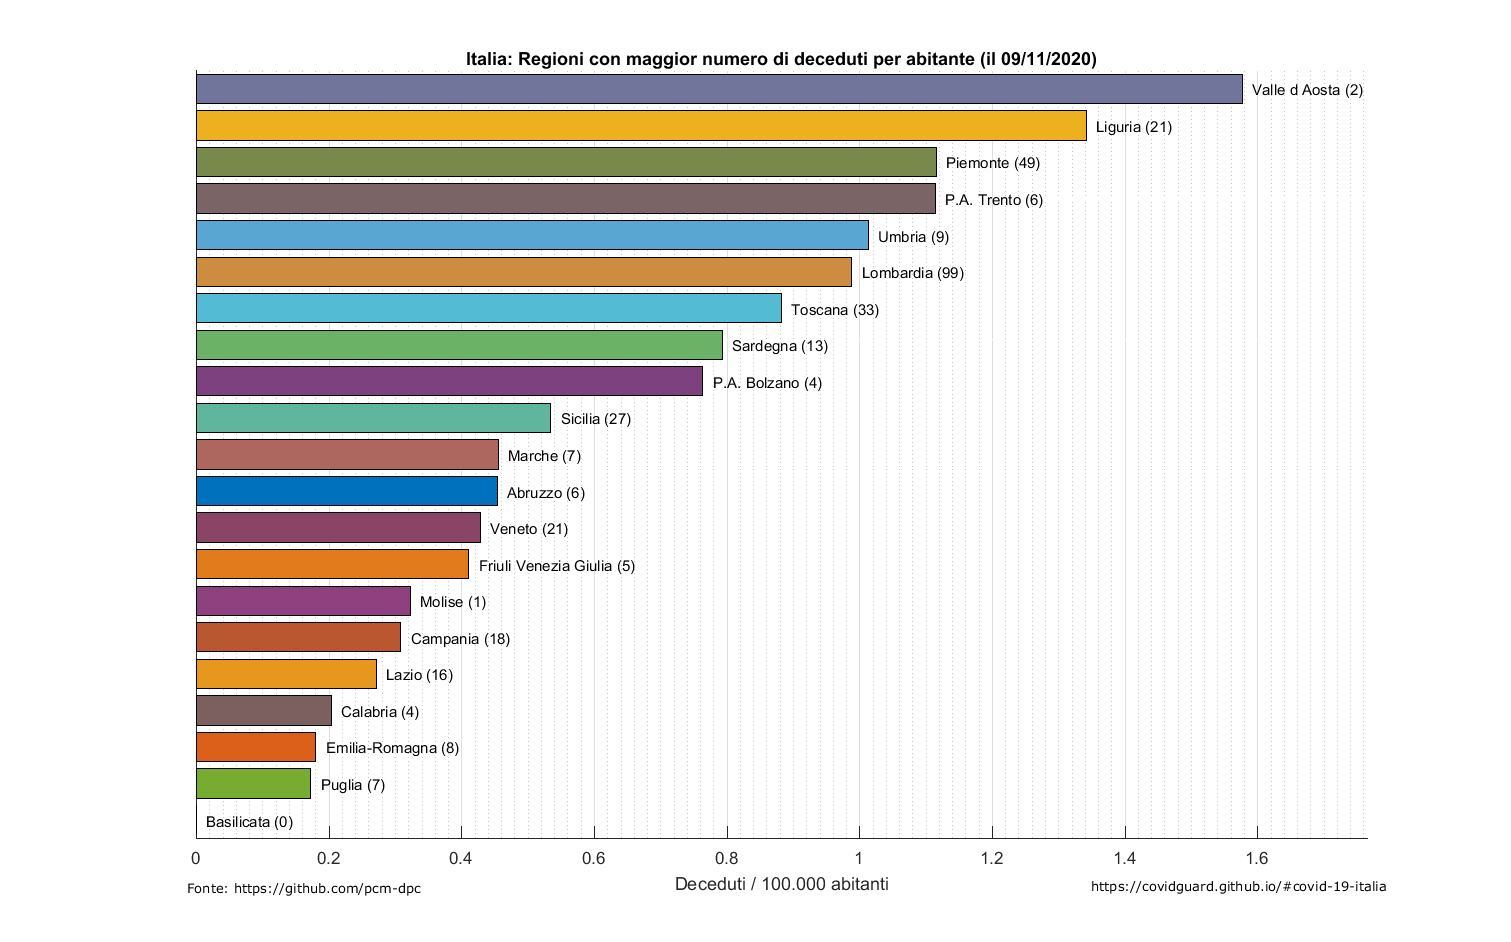 Italia: Regioni con maggior numero di deceduti per abitante (il 09/11/2020)
Valle d Aosta (2)
Liguria (21)
Piemonte (49)
P.A. Trento (6)
Umbria (9)
Lombardia (99)
Toscana (33)
Sardegna (13)
P.A. Bolzano (4)
Sicilia (27)
Marche (7)
Abruzzo (6)
Veneto (21)
Friuli Venezia Giulia (5)
Molise (1)
Campania (18)
Lazio (16)
Calabria (4)
Emilia-Romagna (8)
Puglia (7)
Basilicata (0)
0 0.2 0.4 0.6 0.8 1 1.2 1.4 1.6
Deceduti / 100.000 abitanti
Fonte: https://github.com/pcm-dpc
https://covidguard.github.io/#covid-19-italia